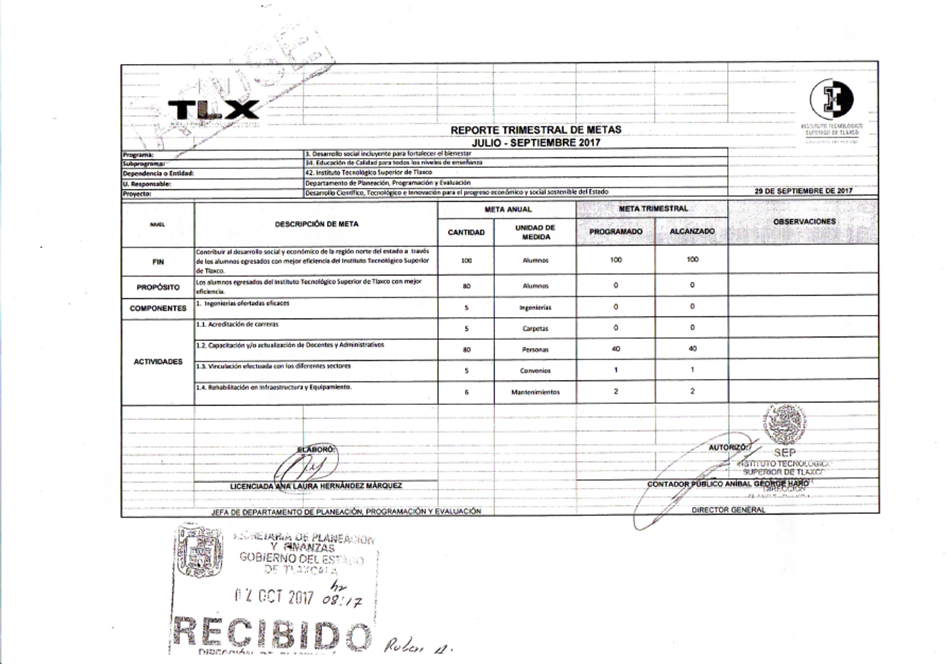 TLX
INSTITUTO TECNOLÓGICO
SUPERIOR DE TLAXCO
REPORTE TRIMESTRAL DE METAS
JULIO - SEPTIEMBRE 2017
Programa: 3. Desarrollo social incluyente para fortalecer el bienestar
Subprograma: 34. Educación de Calidad para todos los niveles de enseñanza
Dependencia o Entidad: 42. Instituto Tecnológico Superior de Tlaxco
U. Responsable: Departamento de Planeación, Programación y Evaluación
Proyecto: Desarrollo Científico, Tecnológico e Innovación para el progreso económico y social sostenible del Estado 29 DE SEPTIEMBRE DE 2017
NIVEL DESCRIPCIÓN DE META META ANUAL META TRIMESTRAL OBSERVACIONES
CANTIDAD UNIDAD DE MEDIDA PROGRAMADO ALCANZADO
FIN Contribuir al desarrollo social y económico de la región norte del estado a través
de los alumnos egresados con mejor eficiencia del Instituto Tecnológico Superior
de Tlaxco. 100 Alumnos 100 100
PROPÓSITO Los alumnos egresados del Instituto Tecnológico Superior de Tlaxco con mejor
eficiencia. 80 Alumnos 0 0
COMPONENTES 1. Ingenierías ofertadas eficaces 5 Ingenierías 0 0
ACTIVIDADES
1.1. Acreditación de carreras 5 Carpetas 0 0
1.2. Capacitación y/o actualización de Docentes y Administrativos 80 Personas 40 40
1.3. Vinculación efectuada con los diferentes sectores 5 Convenios 1 1
1.4. Rehabilitación en Infraestructura y Equipamiento. 6 Mantenimientos 2 2
ELABORÓ:
LICENCIADA ANA LAURA HERNÁNDEZ MÁRQUEZ
JEFA DE DEPARTAMENTO DE PLANEACIÓN, PROGRAMACIÓN Y EVALUACIÓN
AUTORIZÓ:
SEP
INSTITUTO TECNOLÓGICO
SUPERIOR DE TLAXCO
CONTADOR PÚBLICO ANÍBAL GEORGE HARO
DIRECCIÓN
DIRECTOR GENERAL
SECRETARIA DE PLANEACIÓN
Y FINANZAS
GOBIERNO DEL ESTADO
DE TLAXCALA
02 OCT 2017 08:17 hr
RECIBIDO
Ruben A.